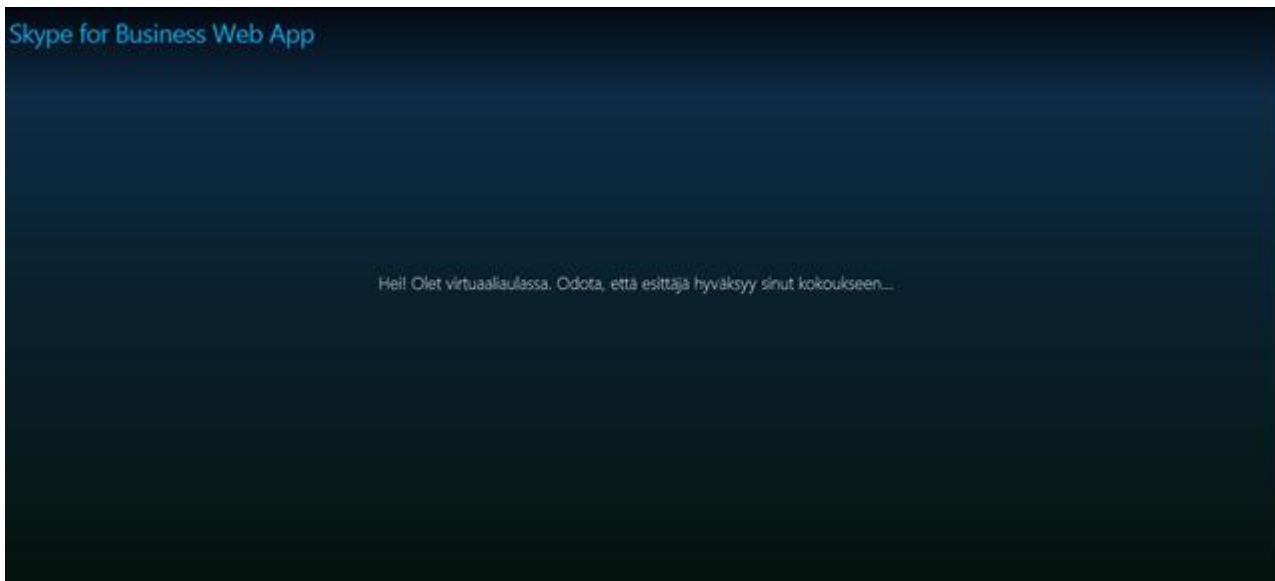 Skype for Business Web App
Hei! Olet virtuaaliaulassa. Odota, että esittäjä hyväksyy sinut kokoukseen...